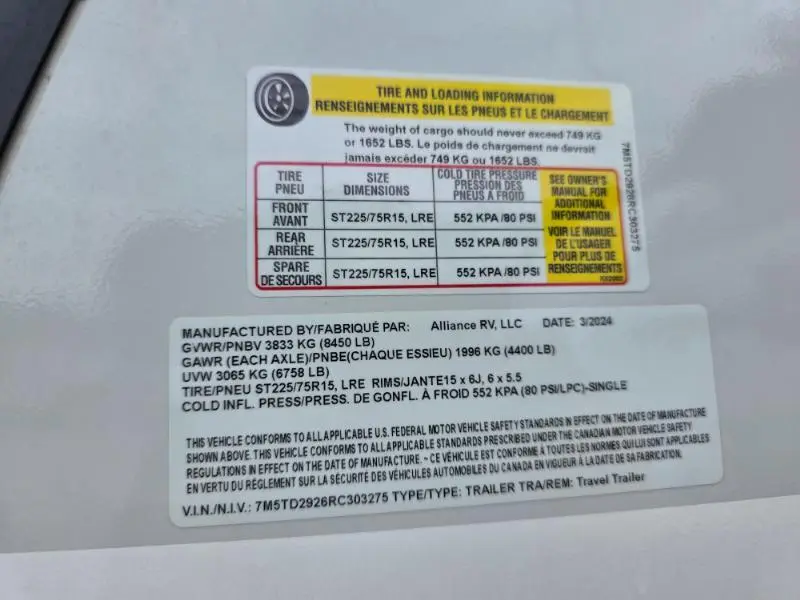 TIRE AND LOADING INFORMATION
RENSEIGNEMENTS SUR LES PNEUS ET LE CHARGEMENT
The weight of cargo should never exceed 749 KG
or 1652 LBS. Le poids de chargement ne devrait
jamais excéder 749 KG ou 1652 LBS.
TIRE PNEU SIZE DIMENSIONS COLD TIRE PRESSURE PRESSION DES PNEUS A FROID
FRONT AVANT ST225/75R15, LRE 552 KPA /80 PSI
REAR ARRIÈRE ST225/75R15, LRE 552 KPA /80 PSI
SPARE DE SECOURS ST225/75R15, LRE 552 KPA /80 PSI
SEE OWNER'S
MANUAL FOR
ADDITIONAL
INFORMATION
VOIR LE MANUEL
DE L'USAGER
POUR PLUS DE
RENSEIGNEMENTS
7M5TD2926RC303275
MANUFACTURED BY/FABRIQUÉ PAR: Alliance RV, LLC DATE: 3/2024
GVWR/PNBV 3833 KG (8450 LB)
GAWR (EACH AXLE)/PNBE(CHAQUE ESSIEU) 1996 KG (4400 LB)
UVW 3065 KG (6758 LB)
TIRE/PNEU ST225/75R15, LRE RIMS/JANTE15 x 6J, 6 x 5.5
COLD INFL. PRESS/PRESS. DE GONFL. À FROID 552 KPA (80 PSI/LPC)-SINGLE
THIS VEHICLE CONFORMS TO ALL APPLICABLE U.S. FEDERAL MOTOR VEHICLE SAFETY STANDARDS IN EFFECT ON THE DATE OF MANUFACTURE
SHOWN ABOVE. THIS VEHICLE CONFORMS TO ALL APPLICABLE STANDARDS PRESCRIBED UNDER THE CANADIAN MOTOR VEHICLE SAFETY
REGULATIONS IN EFFECT ON THE DATE OF MANUFACTURE. - CE VÉHICULE EST CONFORME À TOUTES LES NORMES QUI LUI SONT APPLICABLES
EN VERTU DU RÈGLEMENT SUR LA SÉCURITÉ DES VÉHICULES AUTOMOBILES DU CANADA EN VIGUEUR À LA DATE DE SA FABRICATION.
V.I.N./N.I.V.: 7M5TD2926RC303275 TYPE/TYPE: TRAILER TRA/REM: Travel Trailer